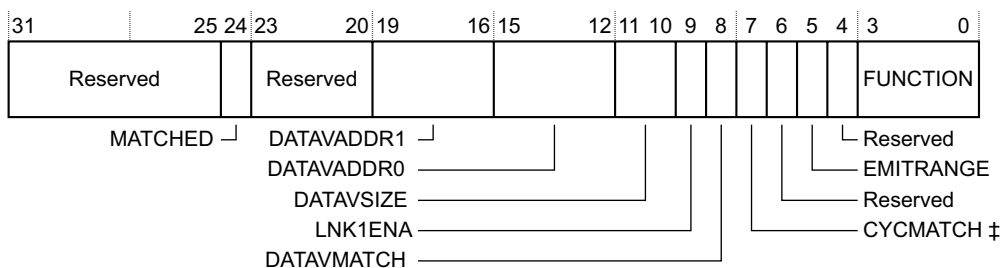 31 25 24 23 20 19 16 15 12 11 10 9 8 7 6 5 4 3 0
Reserved Reserved FUNCTION
MATCHED DATAVADDR1 Reserved
DATAVADDR0 EMITRANGE
DATAVSIZE Reserved
LNK1ENA CYCMATCH ‡
DATAVMATCH